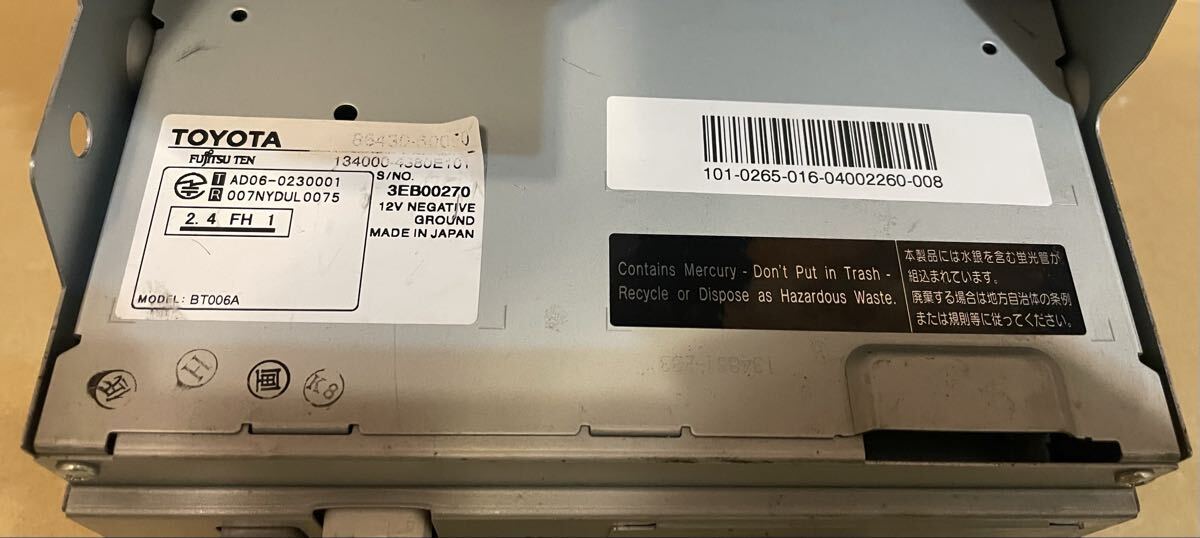 TOYOTA
FUJITSU TEN
134000-4380E101
S/NO.
3EB00270
12V NEGATIVE
GROUND
MADE IN JAPAN
T AD06-0230001
R 007NYDUL0075
2.4 FH 1
MODEL: BT006A
101-0265-016-04002260-008
Contains Mercury - Don't Put in Trash -
Recycle or Dispose as Hazardous Waste.
本製品には水銀を含む蛍光管が
組込まれています。
廃棄する場合は地方自治体の条例
または規則等に従ってください。
H
画
K8